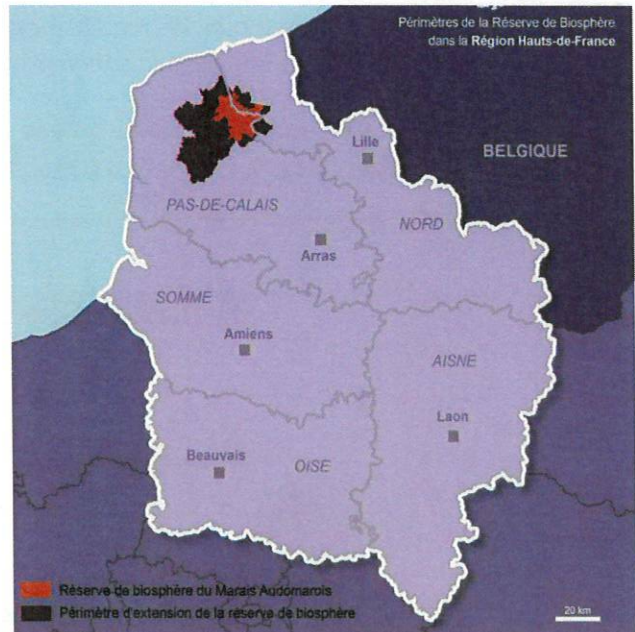 Périmètres de la Réserve de Biosphère
dans la Région Hauts-de-France
Lille
BELGIQUE
PAS-DE-CALAIS
NORD
Arras
SOMME
Amiens
AISNE
Laon
Beauvais
OISE
Réserve de biosphère du Marais Audomarois
Périmètre d'extension de la réserve de biosphère
20 km